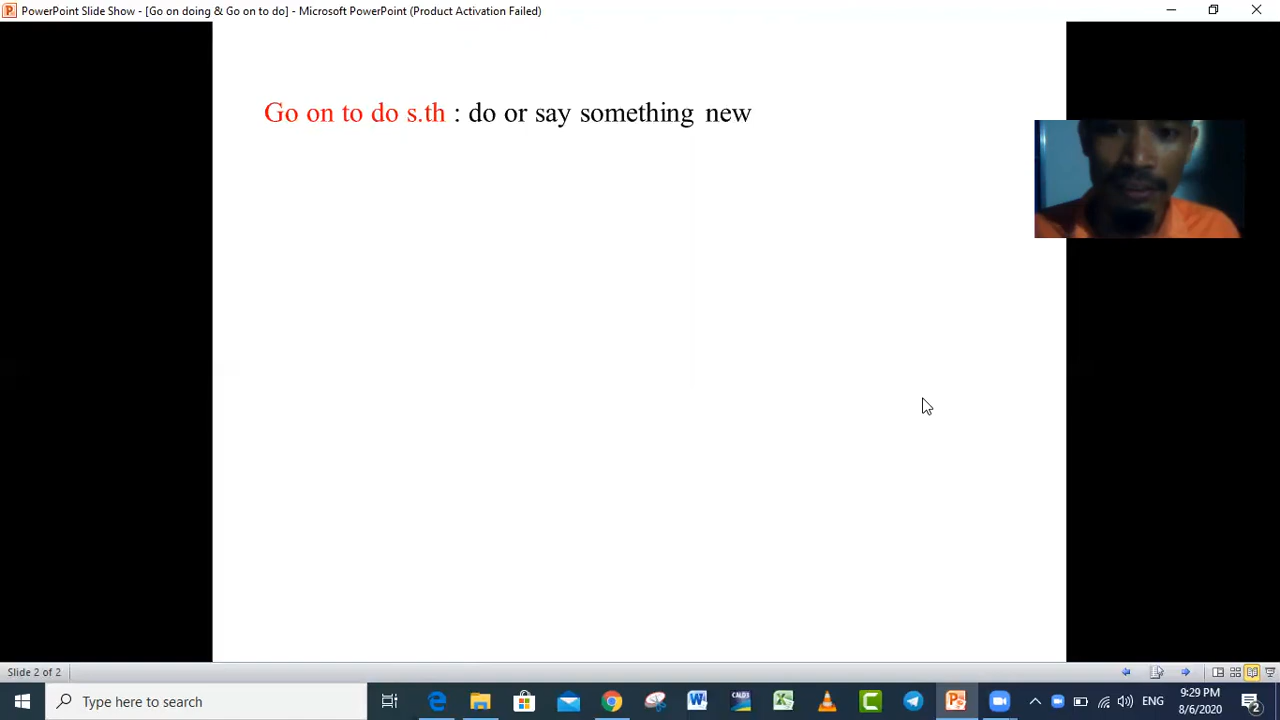 PowerPoint Slide Show - [Go on doing & Go on to do] - Microsoft PowerPoint (Product Activation Failed)
Go on to do s.th : do or say something new
Slide 2 of 2
Type here to search
CALD3
ENG
9:29 PM
8/6/2020
2